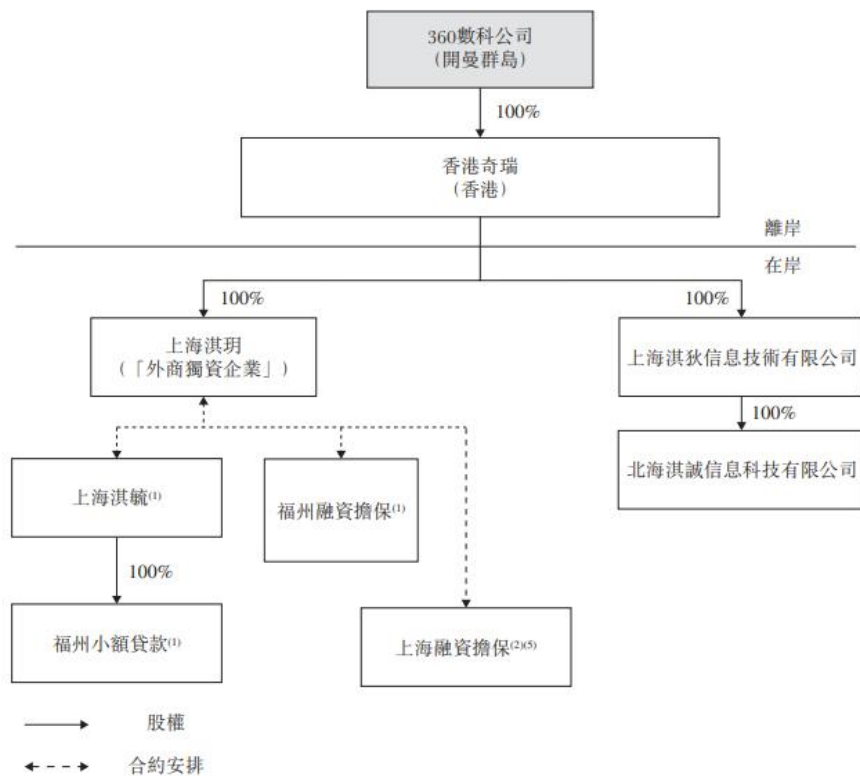 360數科公司
(開曼群島)
100%
香港奇瑞
(香港)
離岸
在岸
100%
100%
上海淇玥
(「外商獨資企業」)
上海淇狄信息技術有限公司
100%
上海淇毓(1)
福州融資擔保(1)
北海淇誠信息科技有限公司
100%
福州小額貸款(1)
上海融資擔保(2)(5)
股權
合約安排